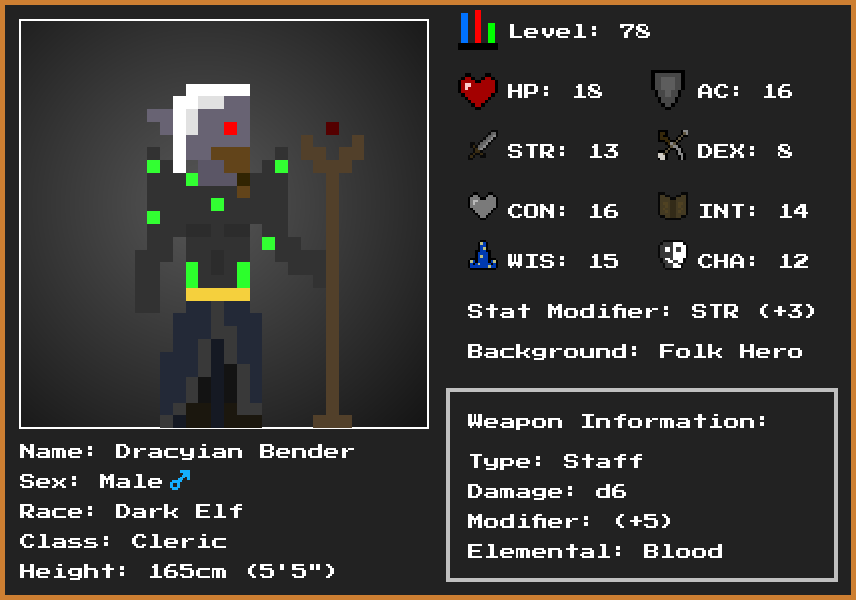 Level: 78
HP: 18 AC: 16
STR: 13 DEX: 8
CON: 16 INT: 14
WIS: 15 CHA: 12
Stat Modifier: STR (+3)
Background: Folk Hero
Weapon Information:
Type: Staff
Damage: d6
Modifier: (+5)
Elemental: Blood
Name: Dracyian Bender
Sex: Male ♂
Race: Dark Elf
Class: Cleric
Height: 165cm (5'5")